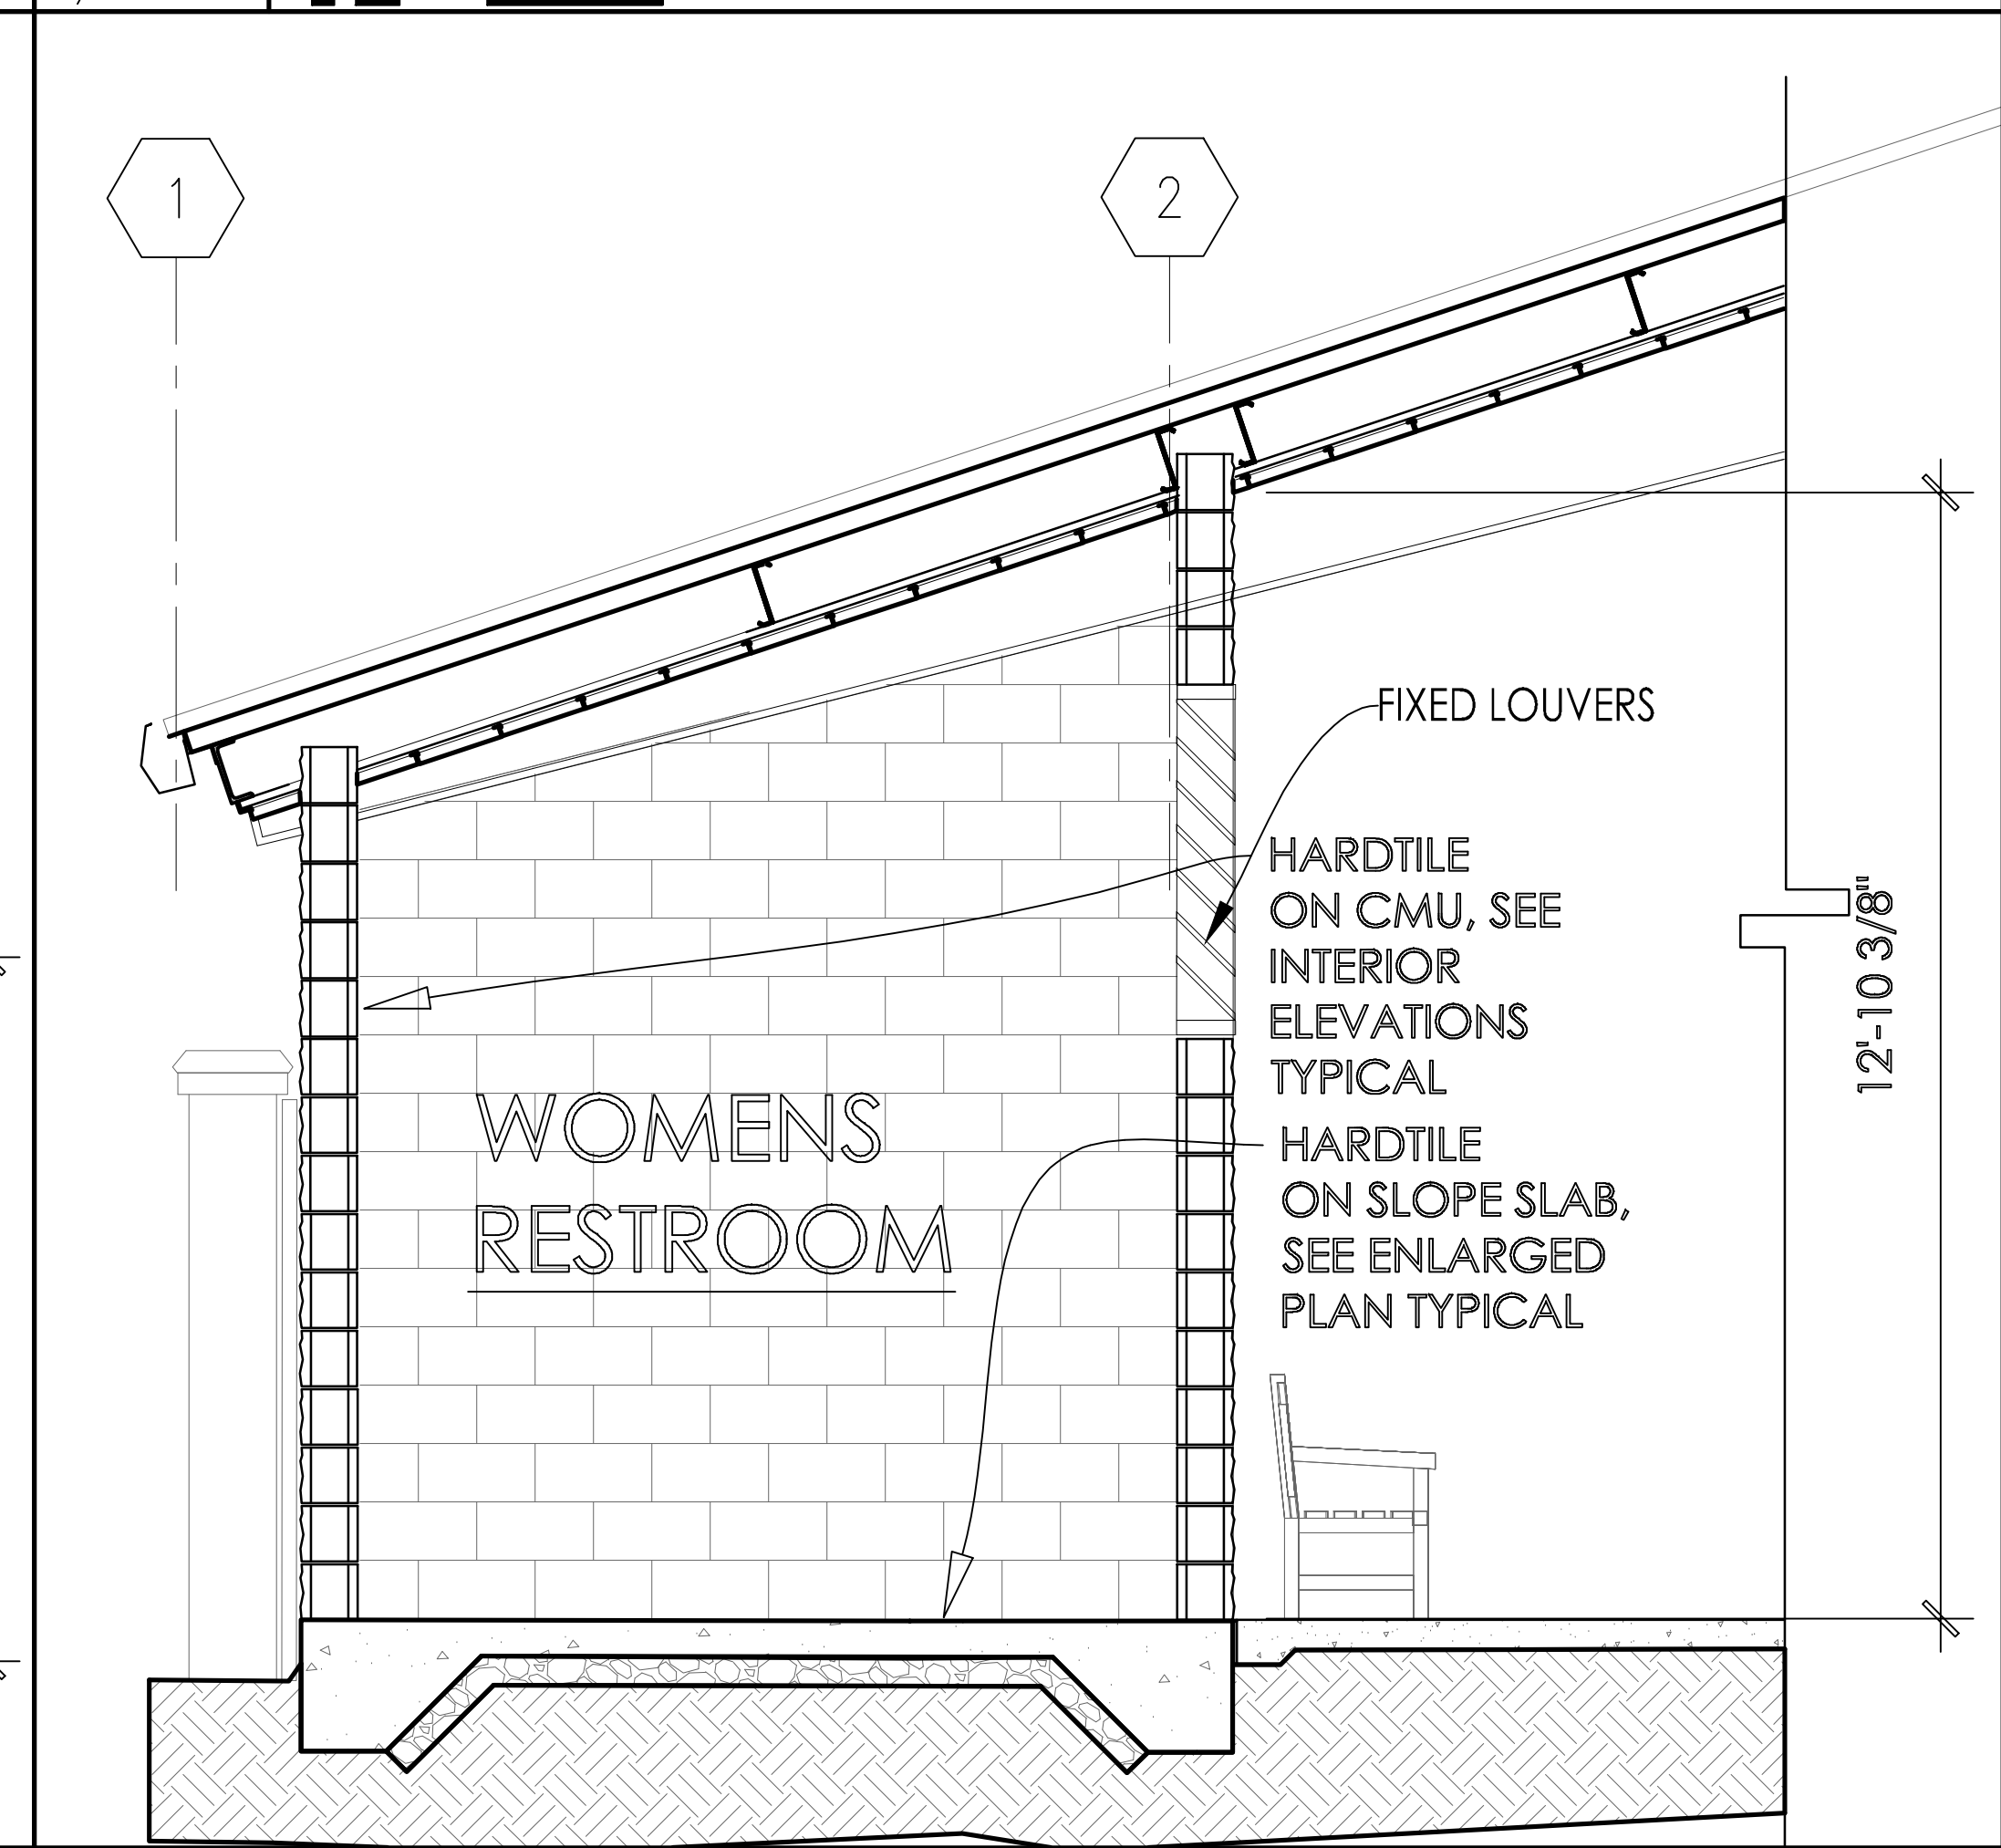 1
2
FIXED LOUVERS
HARDTILE
ON CMU, SEE
INTERIOR
ELEVATIONS
TYPICAL
12'-10 3/8"
WOMENS
RESTROOM
HARDTILE
ON SLOPE SLAB,
SEE ENLARGED
PLAN TYPICAL